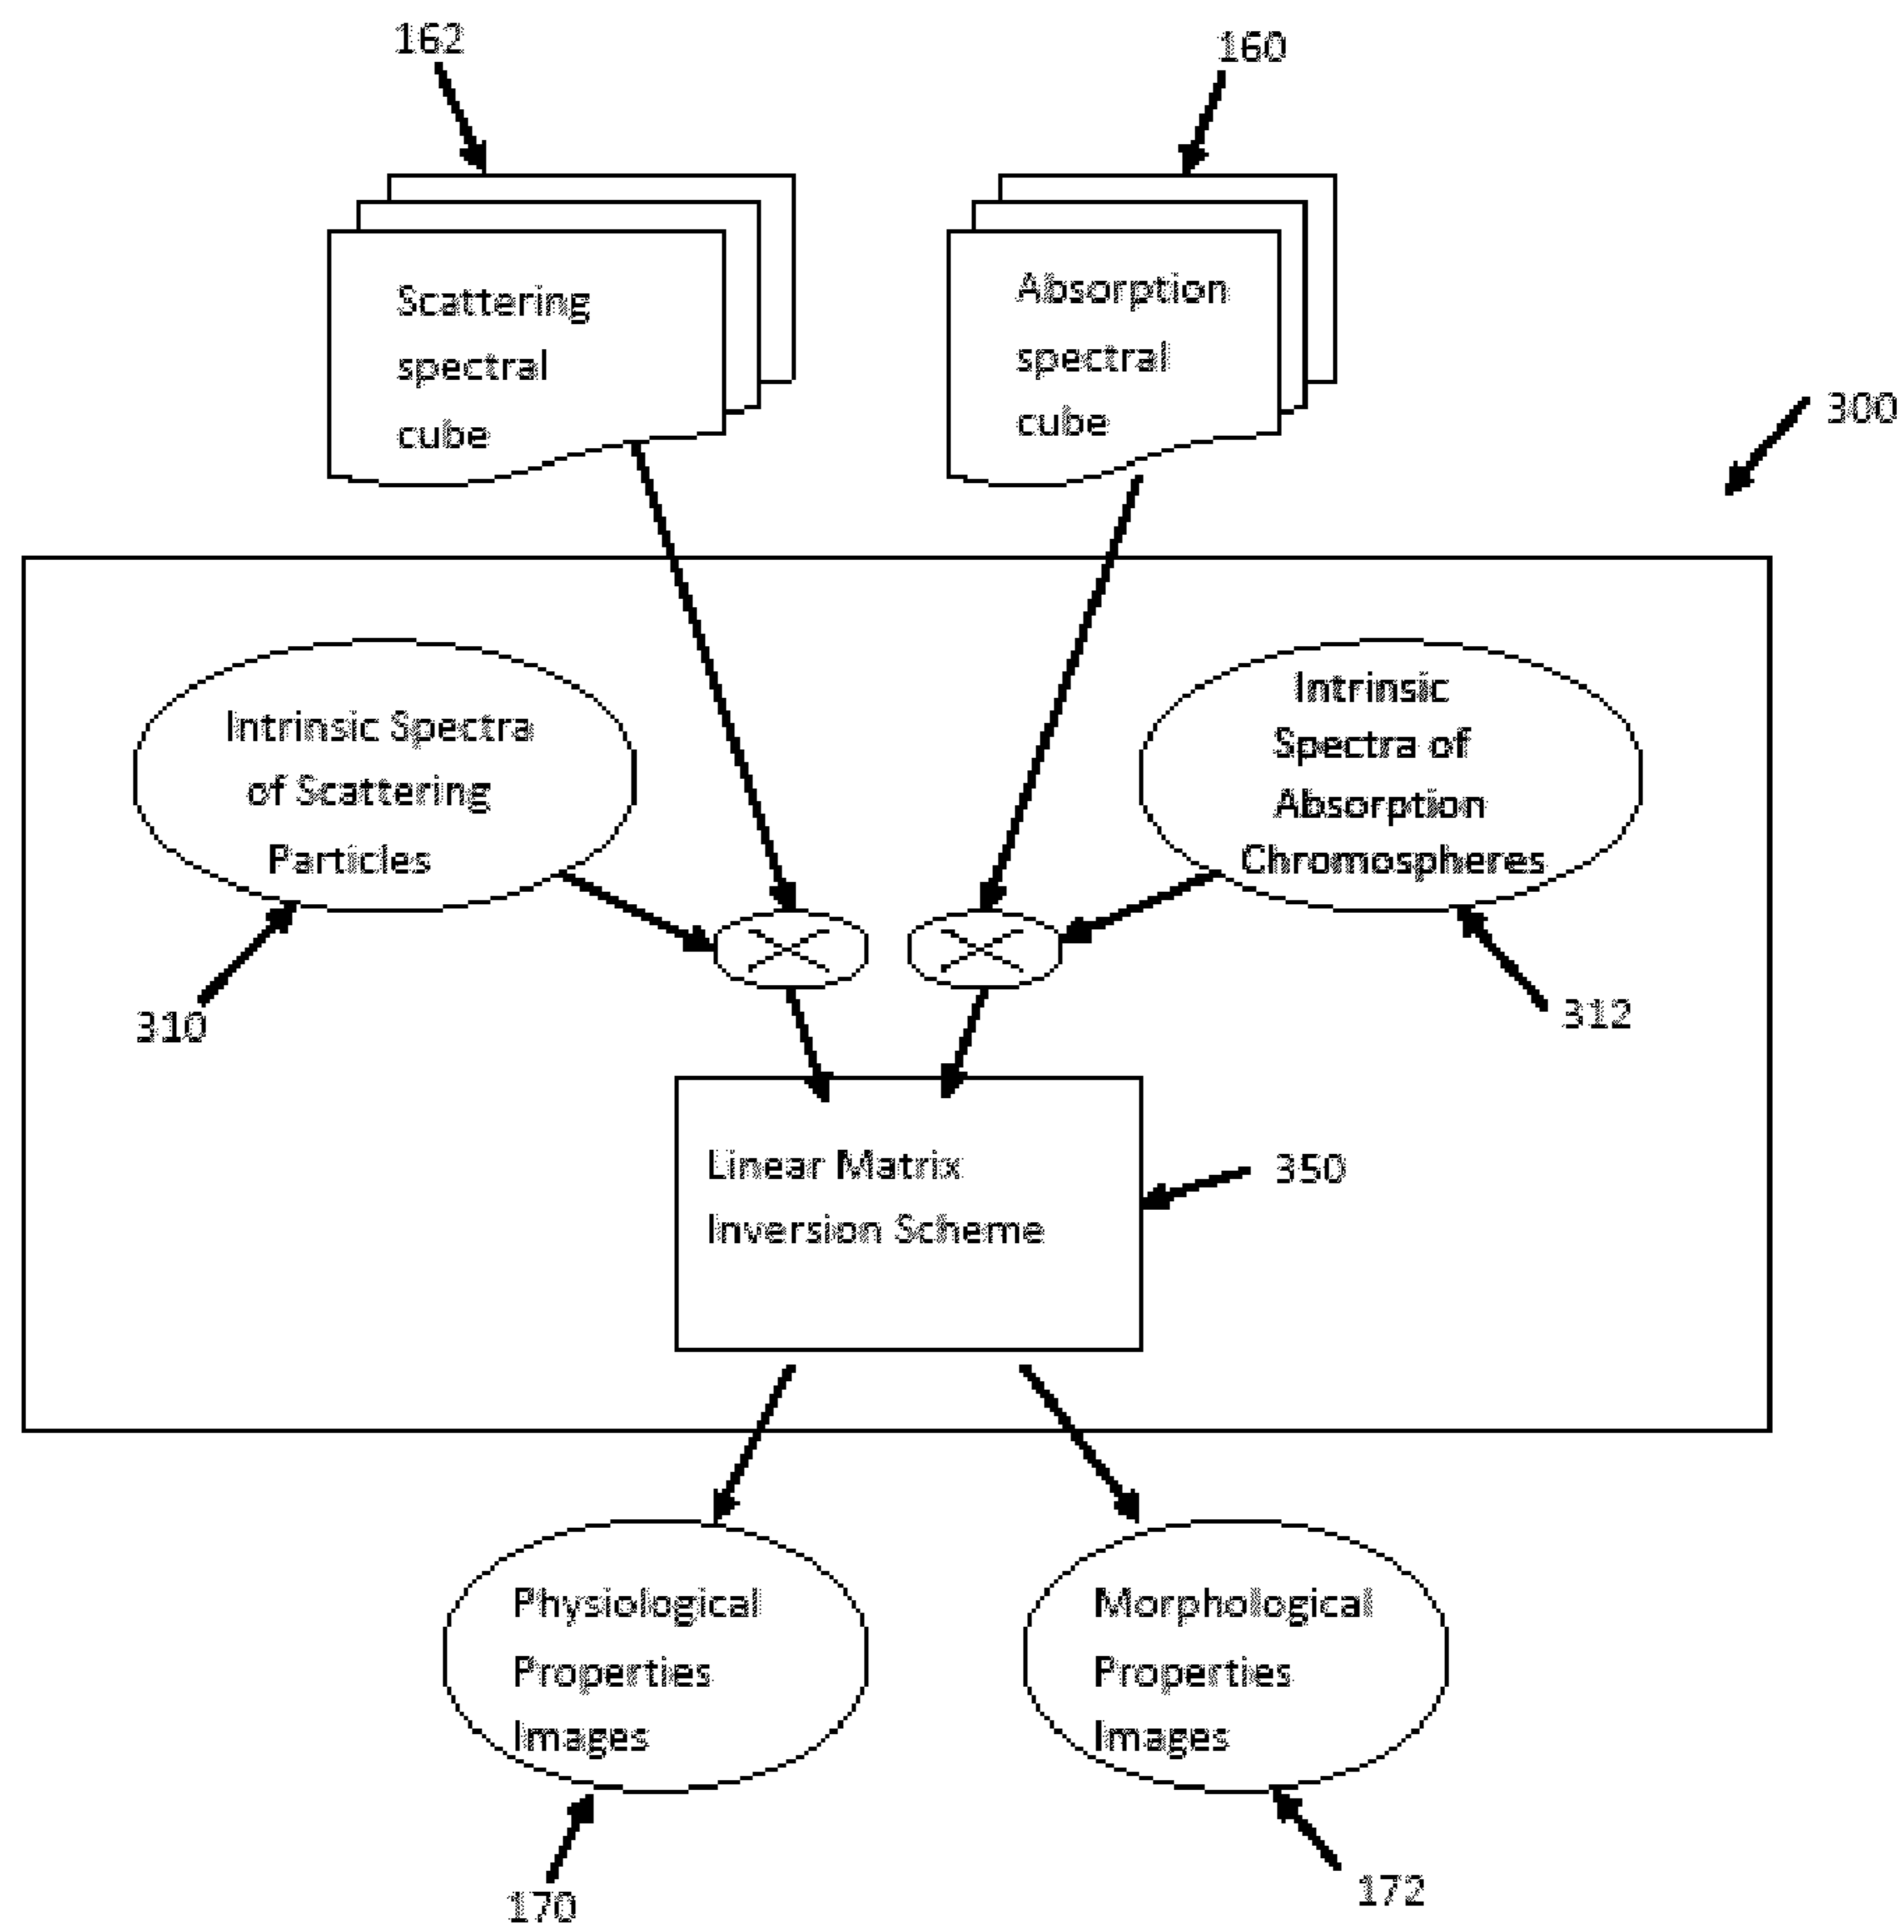 162
160
Scattering
spectral
cube
Absorption
spectral
cube
300
Intrinsic Spectra
of Scattering
Particles
Intrinsic
Spectra of
Absorption
Chromospheres
310
312
Linear Matrix
Inversion Scheme
350
Physiological
Properties
Images
Morphological
Properties
Images
170
172